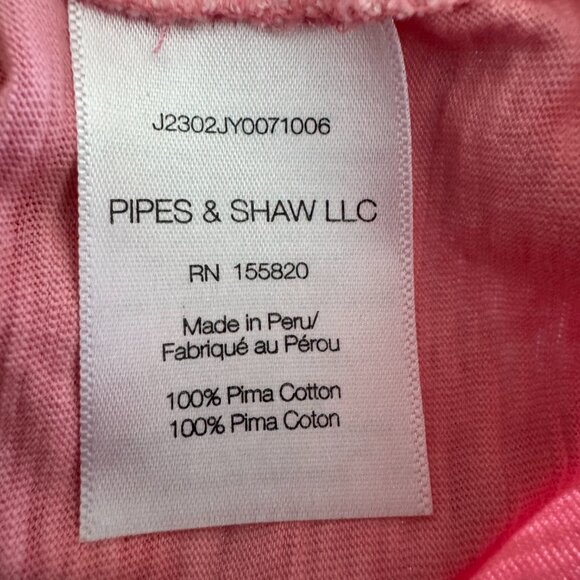 J2302JY0071006
PIPES & SHAW LLC
RN 155820
Made in Peru/
Fabriqué au Pérou
100% Pima Cotton
100% Pima Coton